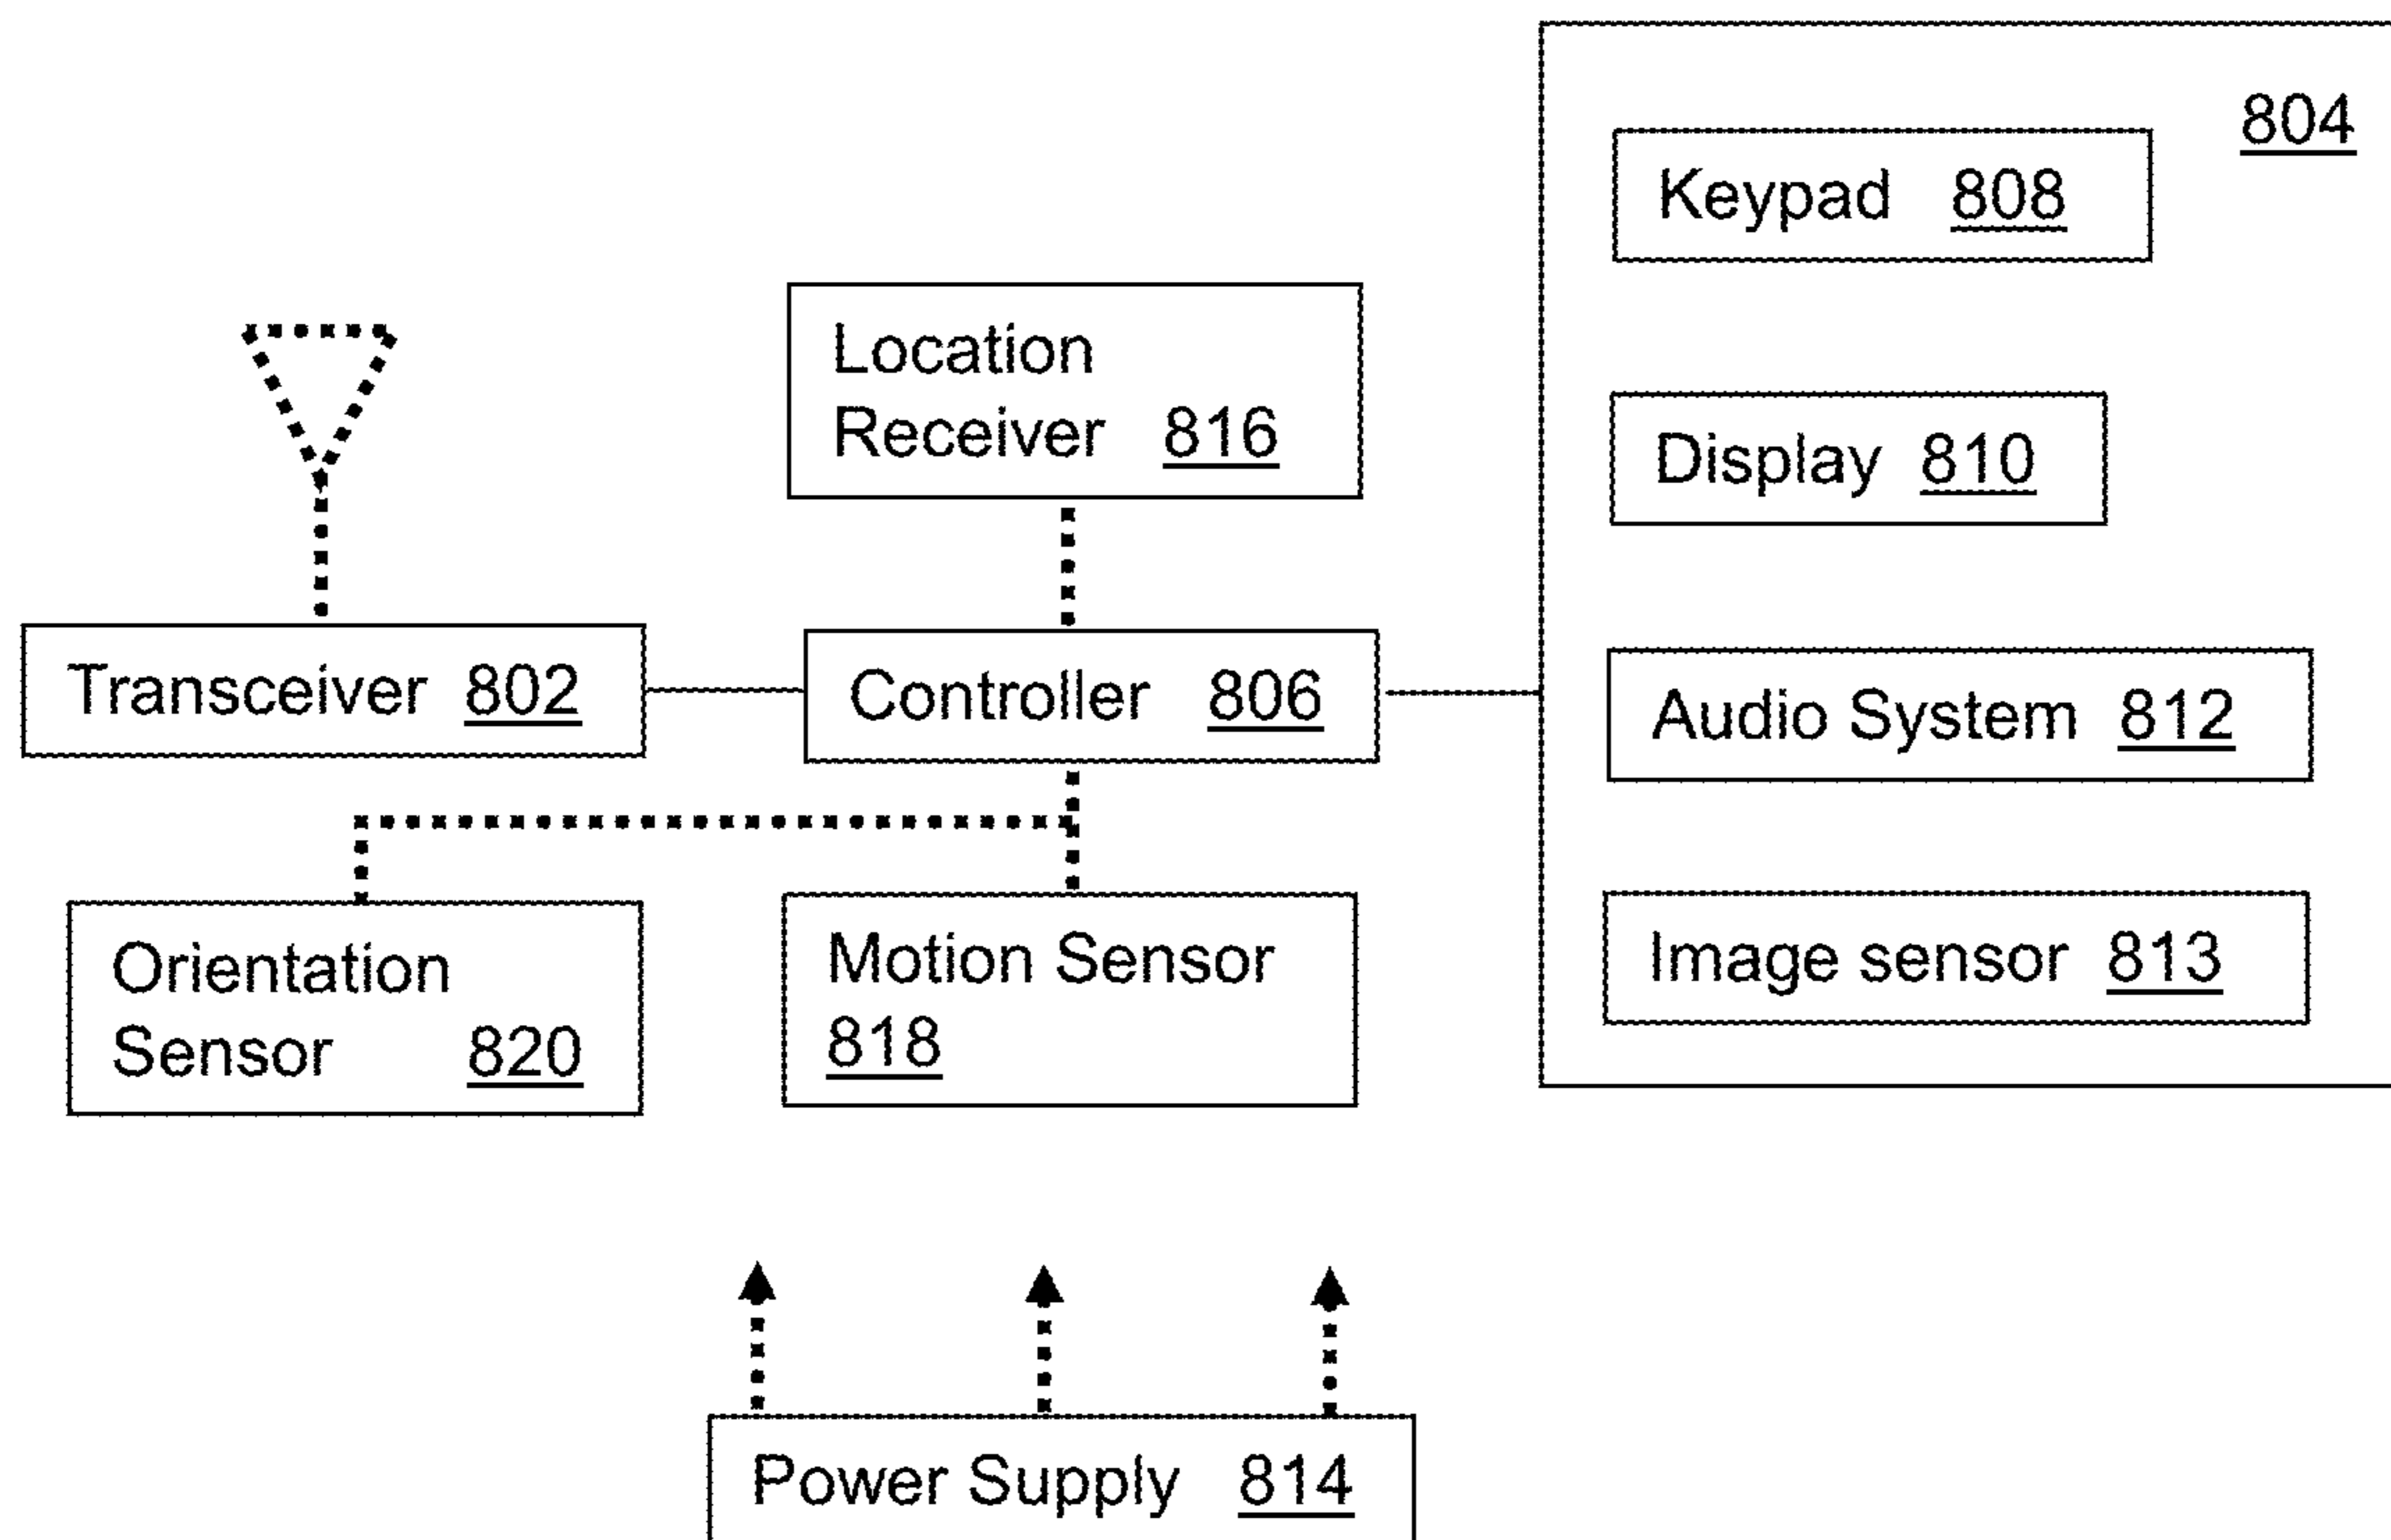 804
Keypad 808
Location
Receiver 816
Display 810
Transceiver 802
Controller 806
Audio System 812
Orientation
Sensor 820
Motion Sensor
818
Image sensor 813
Power Supply 814